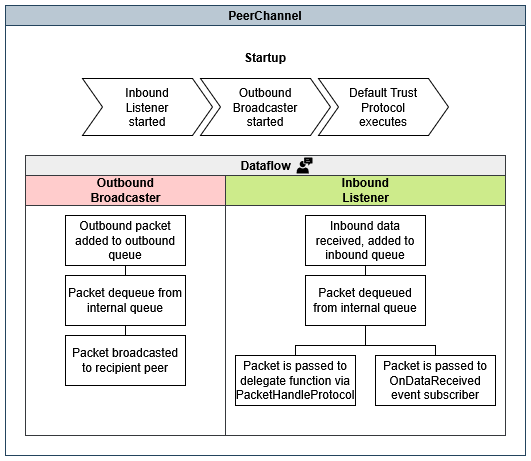 PeerChannel
Startup
Inbound
Listener
started
Outbound
Broadcaster
started
Default Trust
Protocol
executes
Dataflow
Outbound
Broadcaster
Inbound
Listener
Outbound packet
added to outbound
queue
Packet dequeue from
internal queue
Packet broadcasted
to recipient peer
Inbound data
received, added to
inbound queue
Packet dequeued
from internal queue
Packet is passed to
delegate function via
PacketHandleProtocol
Packet is passed to
OnDataReceived
event subscriber